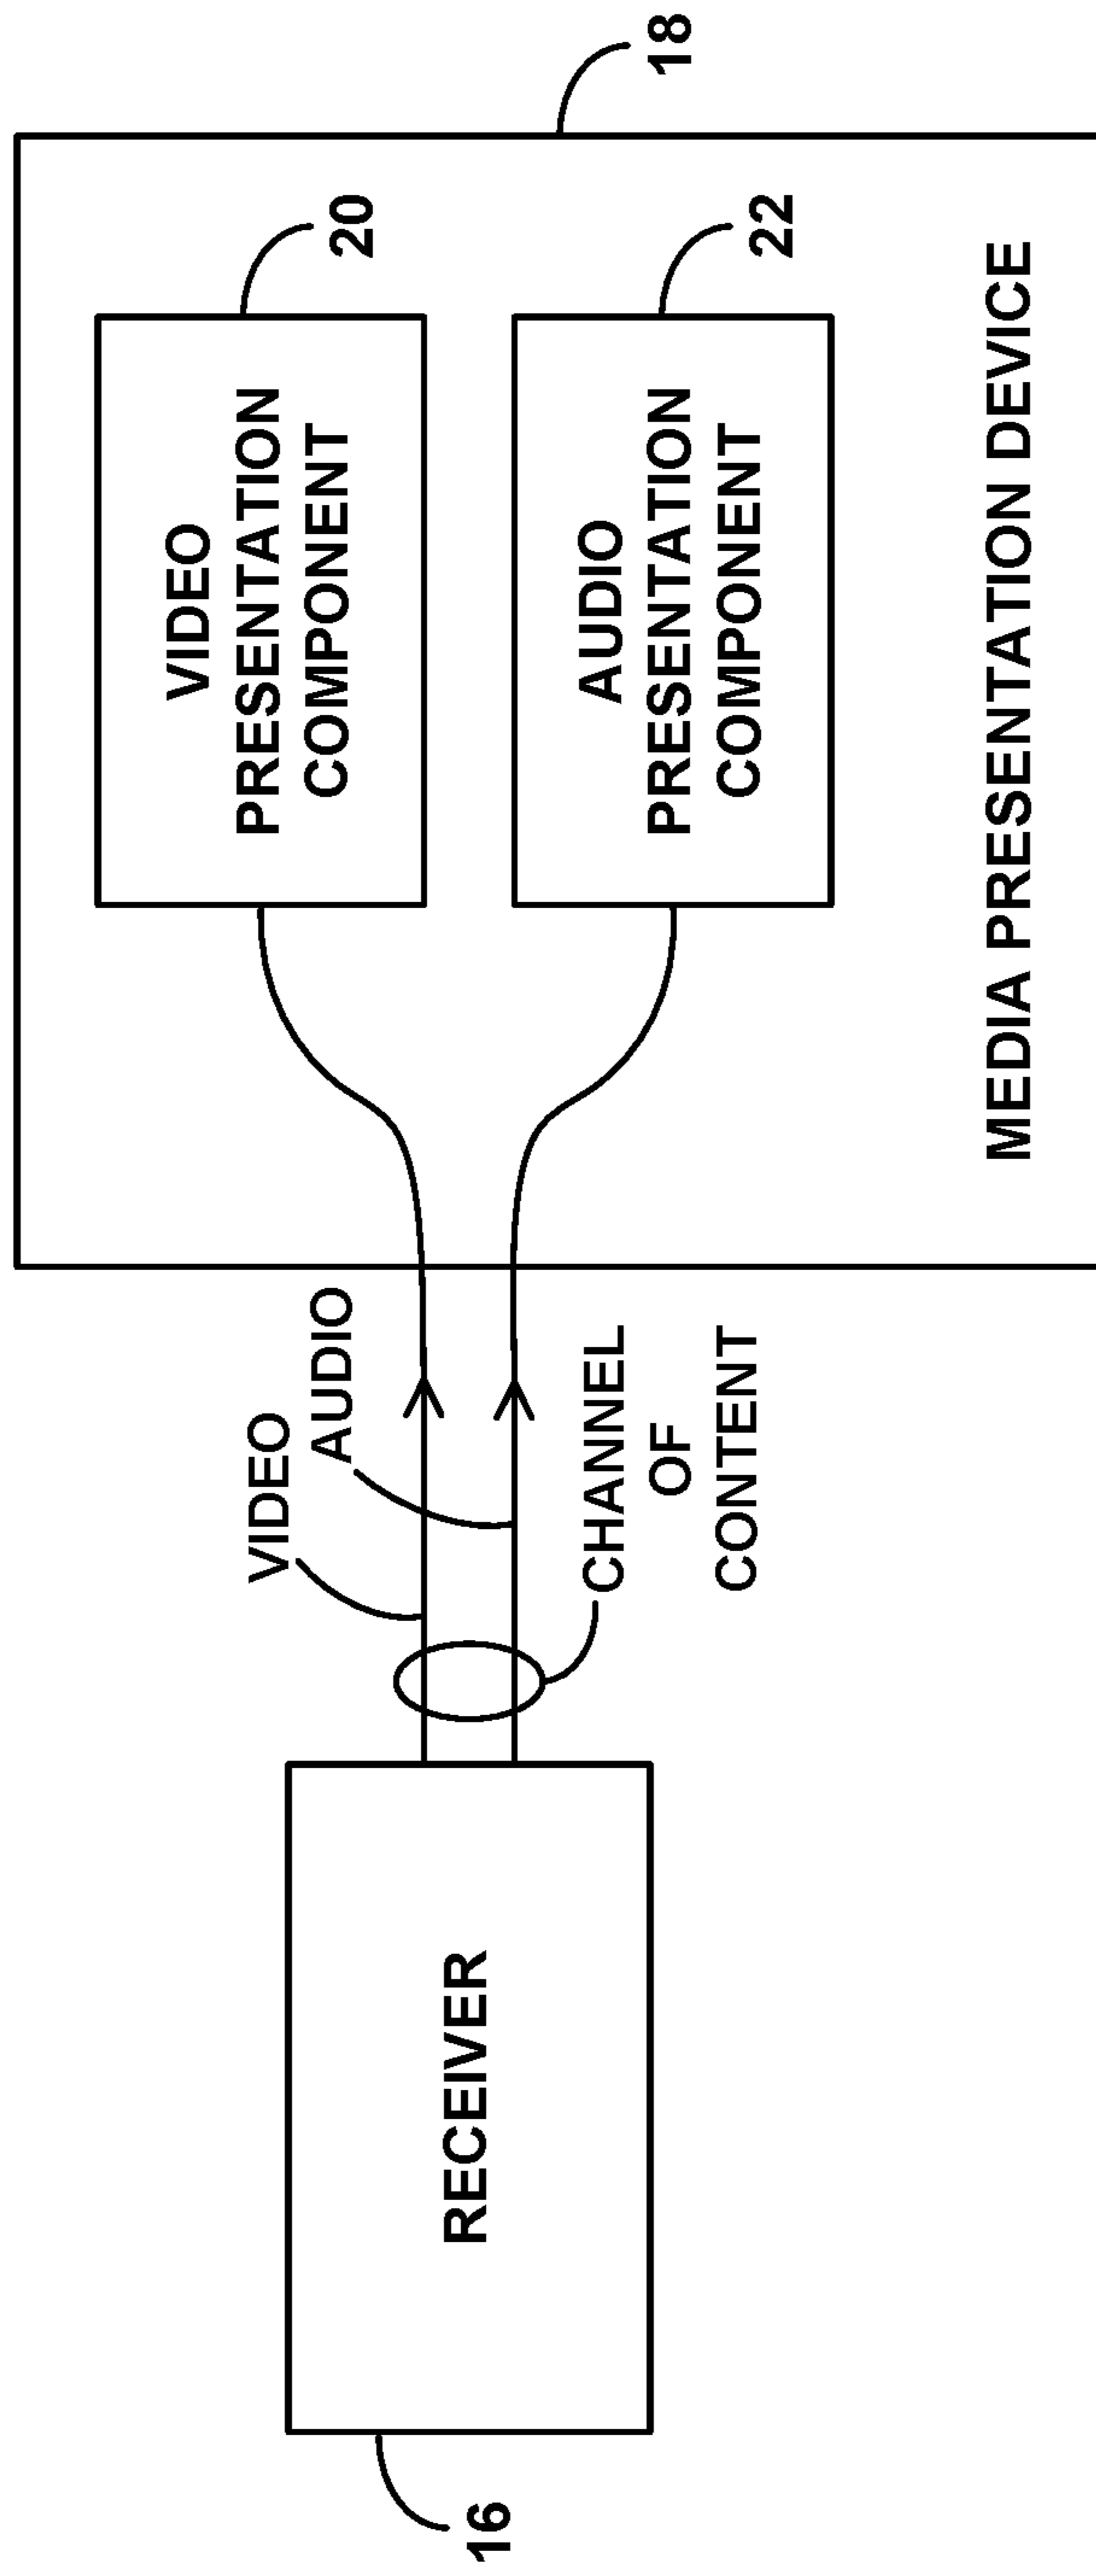 16
RECEIVER
VIDEO
AUDIO
CHANNEL
OF
CONTENT
VIDEO
PRESENTATION
COMPONENT
20
AUDIO
PRESENTATION
COMPONENT
22
MEDIA PRESENTATION DEVICE
18